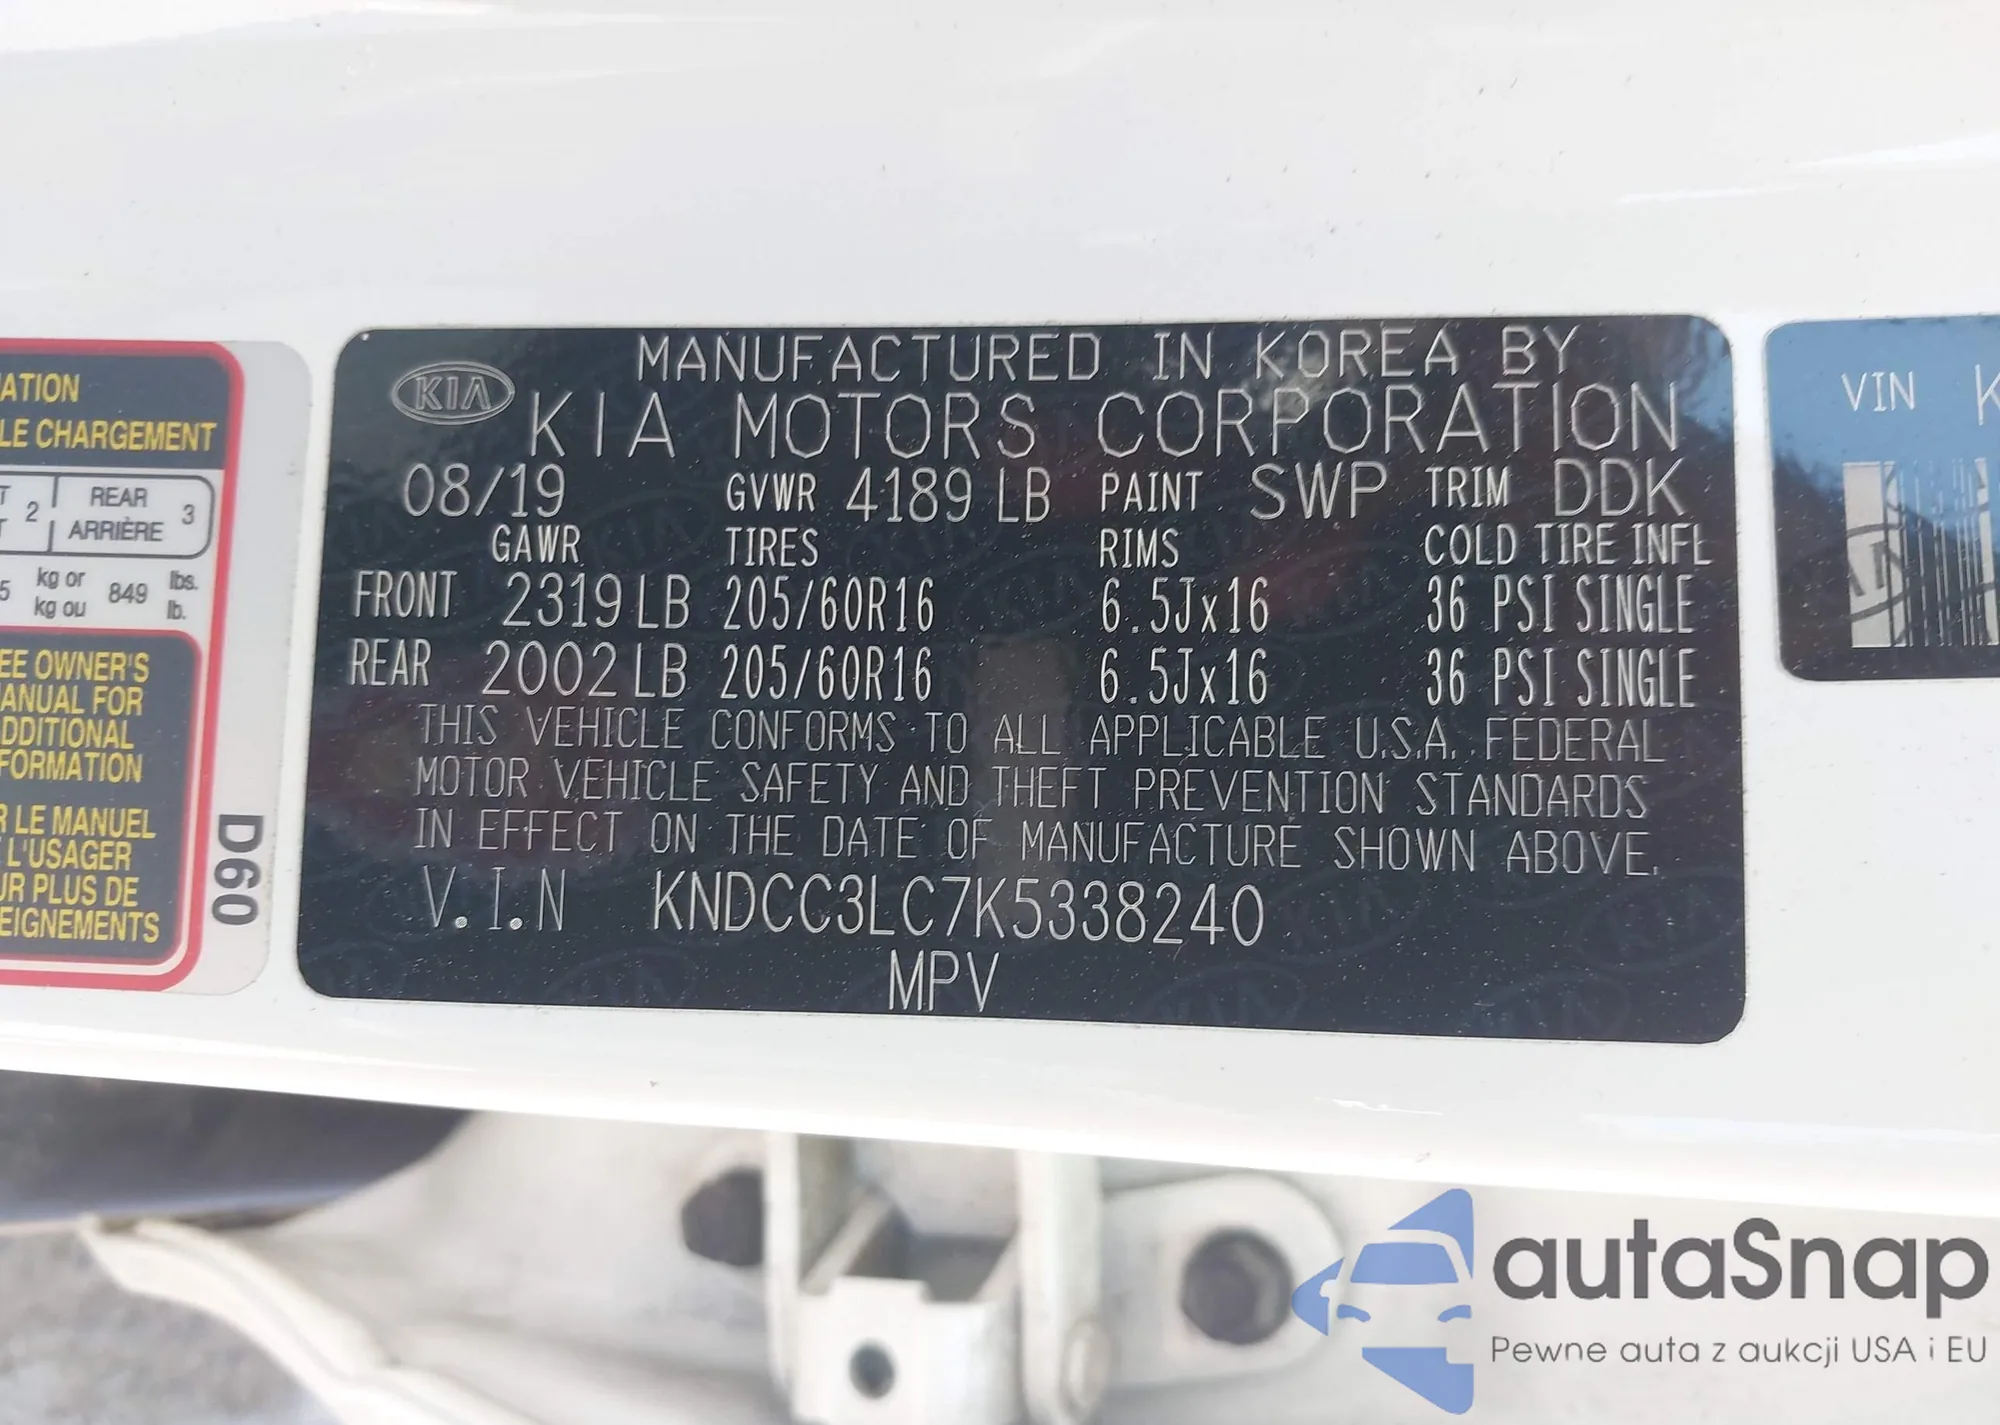 ATION
LE CHARGEMENT
2 REAR 3
ARRIÈRE
5 kg or 849 lbs.
kg ou lb.
EE OWNER'S
ANUAL FOR
DDITIONAL
FORMATION
R LE MANUEL
L'USAGER
UR PLUS DE
EIGNEMENTS
D60
KIA
MANUFACTURED IN KOREA BY
KIA MOTORS CORPORATION
08/19 GVWR 4189 LB PAINT SWP TRIM DDK
GAWR TIRES RIMS COLD TIRE INFL
FRONT 2319 LB 205/60R16 6.5Jx16 36 PSI SINGLE
REAR 2002 LB 205/60R16 6.5Jx16 36 PSI SINGLE
THIS VEHICLE CONFORMS TO ALL APPLICABLE U.S.A. FEDERAL
MOTOR VEHICLE SAFETY AND THEFT PREVENTION STANDARDS
IN EFFECT ON THE DATE OF MANUFACTURE SHOWN ABOVE.
V.I.N KNDCC3LC7K5338240
MPV
VIN K
autaSnap
Pewne auta z aukcji USA i EU